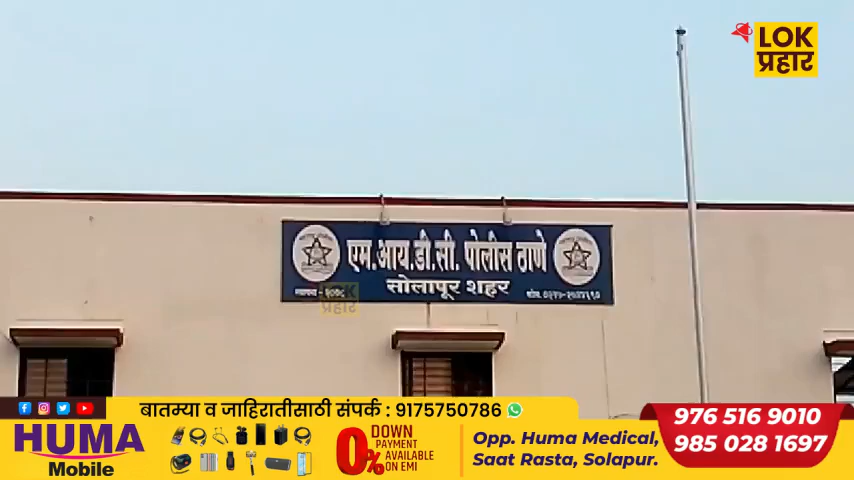 LOK
प्रहार
एम.आय.डी.सी. पोलीस ठाणे
सोलापूर शहर
प्रहार
बातम्या व जाहिरातीसाठी संपर्क : 9175750786
HUMA
Mobile
0%
DOWN
PAYMENT
AVAILABLE
ON EMI
Opp. Huma Medical,
Saat Rasta, Solapur.
976 516 9010
985 028 1697